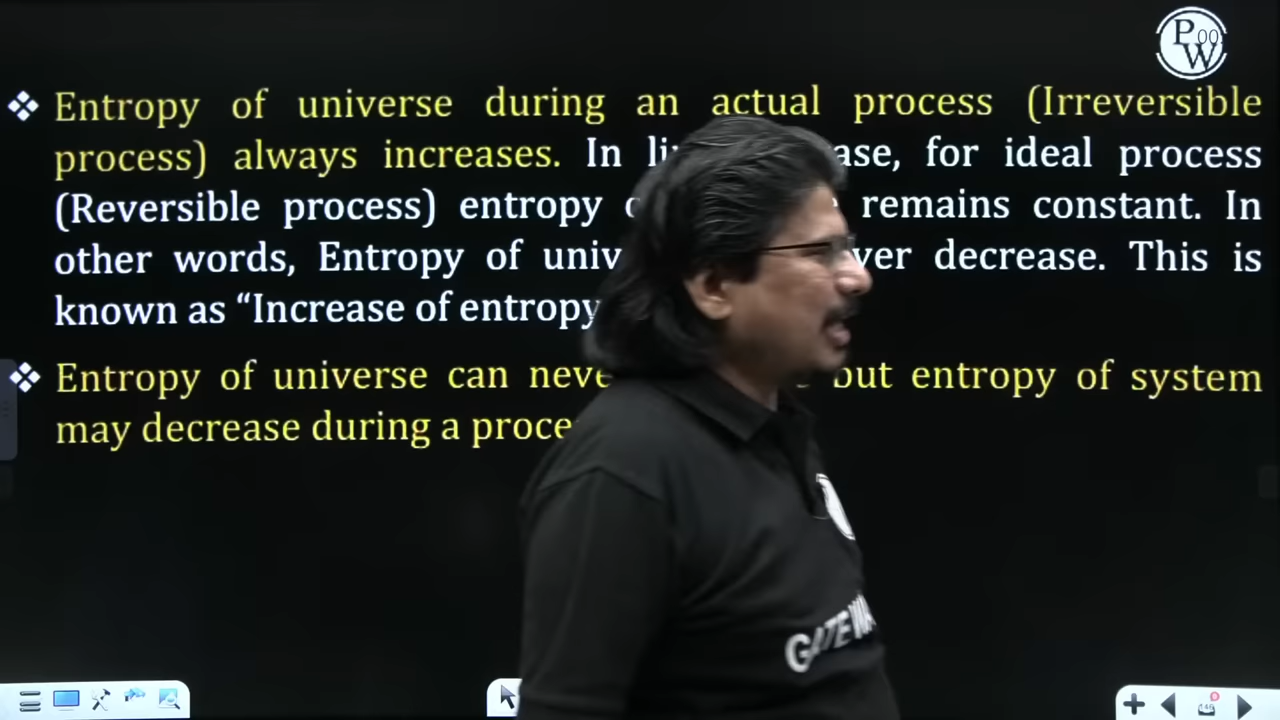 PW
Entropy of universe during an actual process (Irreversible
process) always increases. In ase, for ideal process
(Reversible process) entropy remains constant. In
other words, Entropy of univ ver decrease. This is
known as “Increase of entropy
Entropy of universe can neve but entropy of system
may decrease during a proce
GATE WA